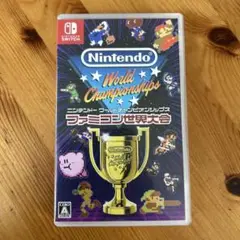 NINTENDO
SWITCH
Nintendo
World
Championships
ニンテンドー ワールドチャンピオンシップス
ファミコン世界大会
A